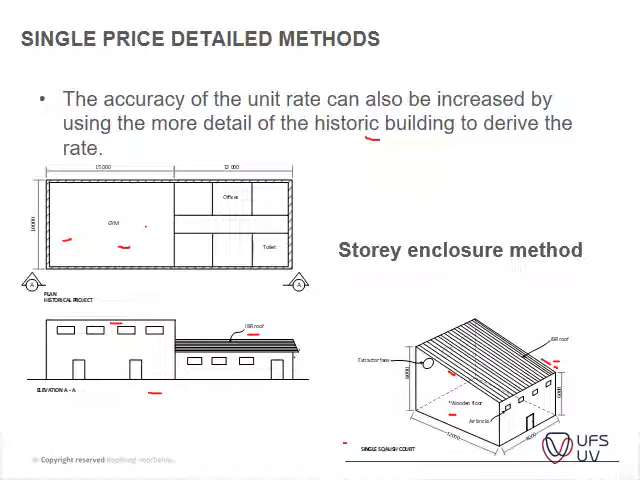 SINGLE PRICE DETAILED METHODS
• The accuracy of the unit rate can also be increased by
using the more detail of the historic building to derive the
rate.
15 000 12 000
Offices
GYM
10000
Toilet
A A
PLAN
HISTORICAL PROJECT
Storey enclosure method
IBR roof
ELEVATION A - A
IBR roof
Extractor fans
*Wooden floor
Air bricks
12000
SINGLE SQUASH COURT
UFS
UV
© Copyright reserved